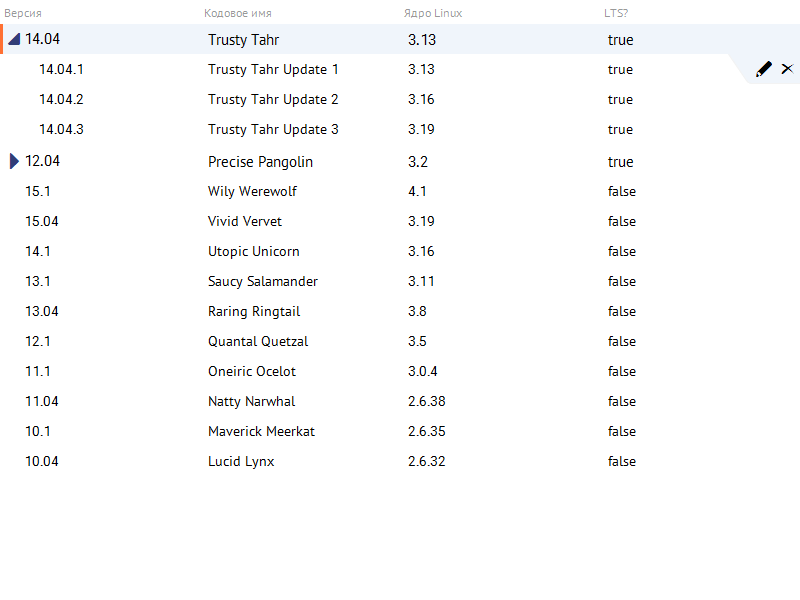 Версия Кодовое имя Ядро Linux LTS?
14.04 Trusty Tahr 3.13 true
14.04.1 Trusty Tahr Update 1 3.13 true
14.04.2 Trusty Tahr Update 2 3.16 true
14.04.3 Trusty Tahr Update 3 3.19 true
12.04 Precise Pangolin 3.2 true
15.1 Wily Werewolf 4.1 false
15.04 Vivid Vervet 3.19 false
14.1 Utopic Unicorn 3.16 false
13.1 Saucy Salamander 3.11 false
13.04 Raring Ringtail 3.8 false
12.1 Quantal Quetzal 3.5 false
11.1 Oneiric Ocelot 3.0.4 false
11.04 Natty Narwhal 2.6.38 false
10.1 Maverick Meerkat 2.6.35 false
10.04 Lucid Lynx 2.6.32 false